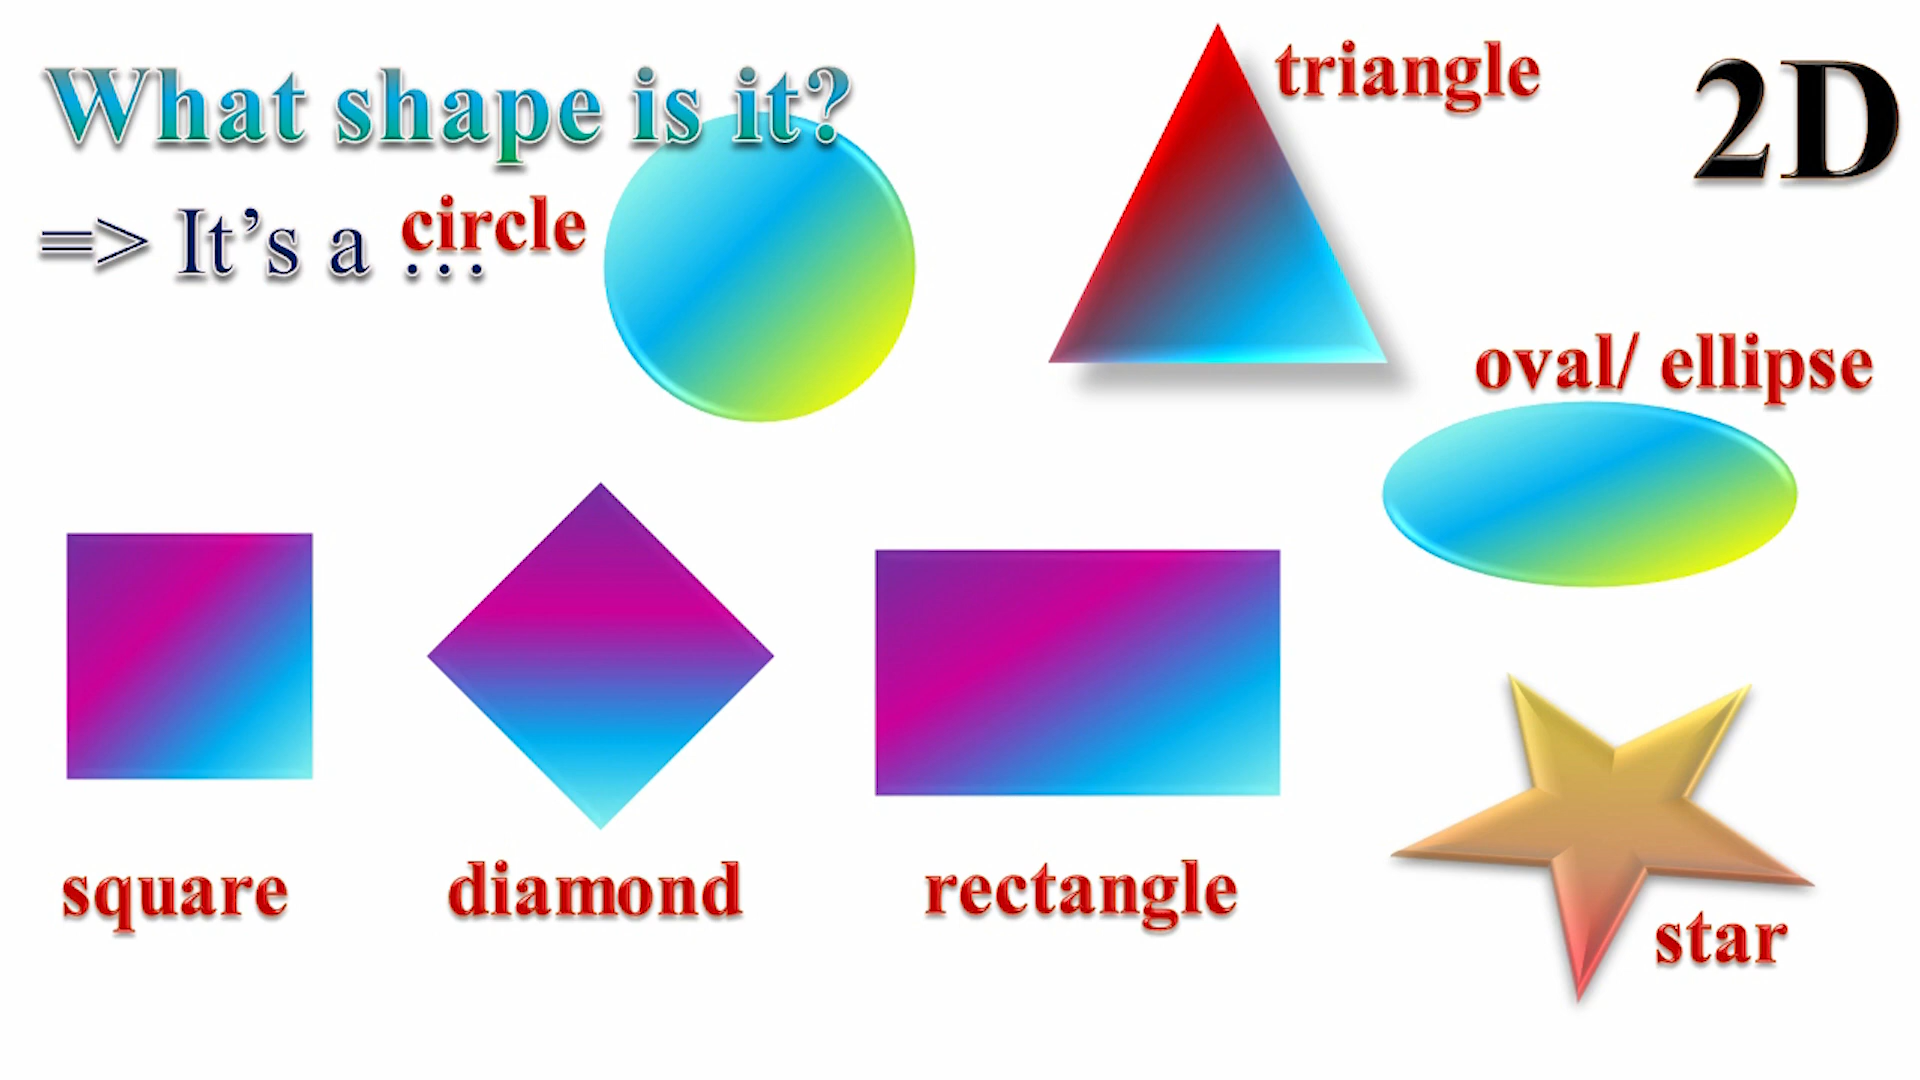 What shape is it?
=> It's a ...
circle
triangle
2D
oval/ ellipse
square
diamond
rectangle
star